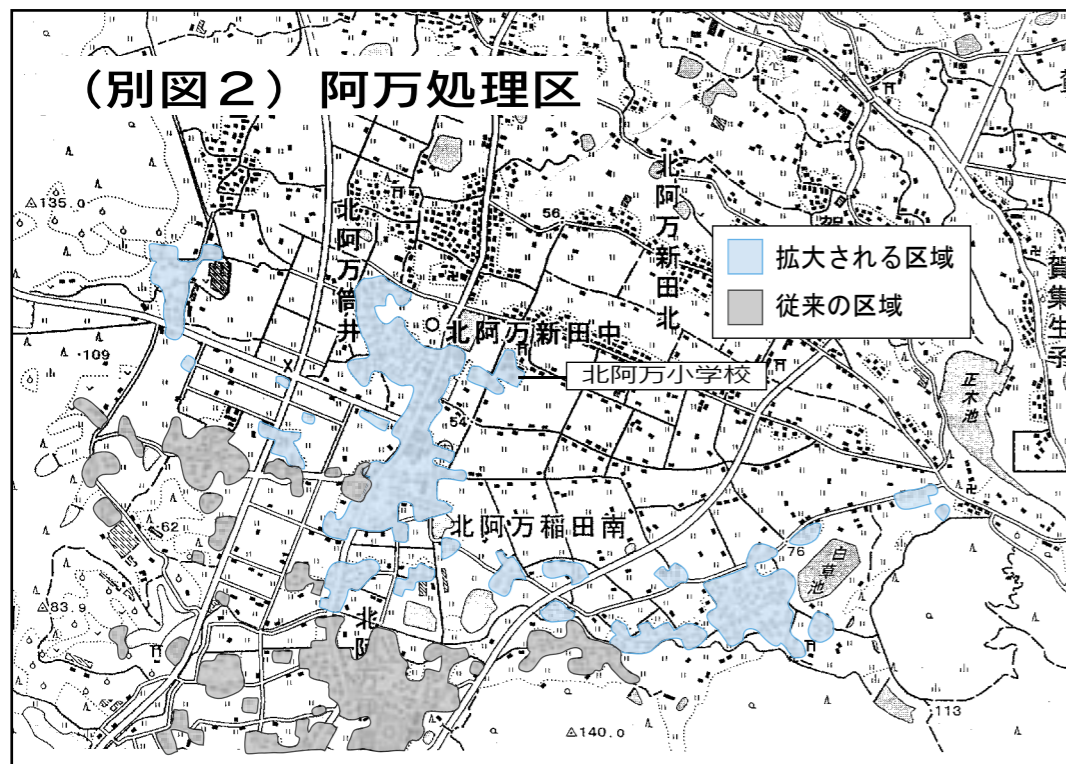 (別図2) 阿万処理区
135.0
56
北阿万筒井
北阿万新田北
賀集生子
拡大される区域
従来の区域
北阿万新田中
109
北阿万小学校
正木池
54
62
北阿万稲田南
76
白草池
83.9
北阿
113
140.0